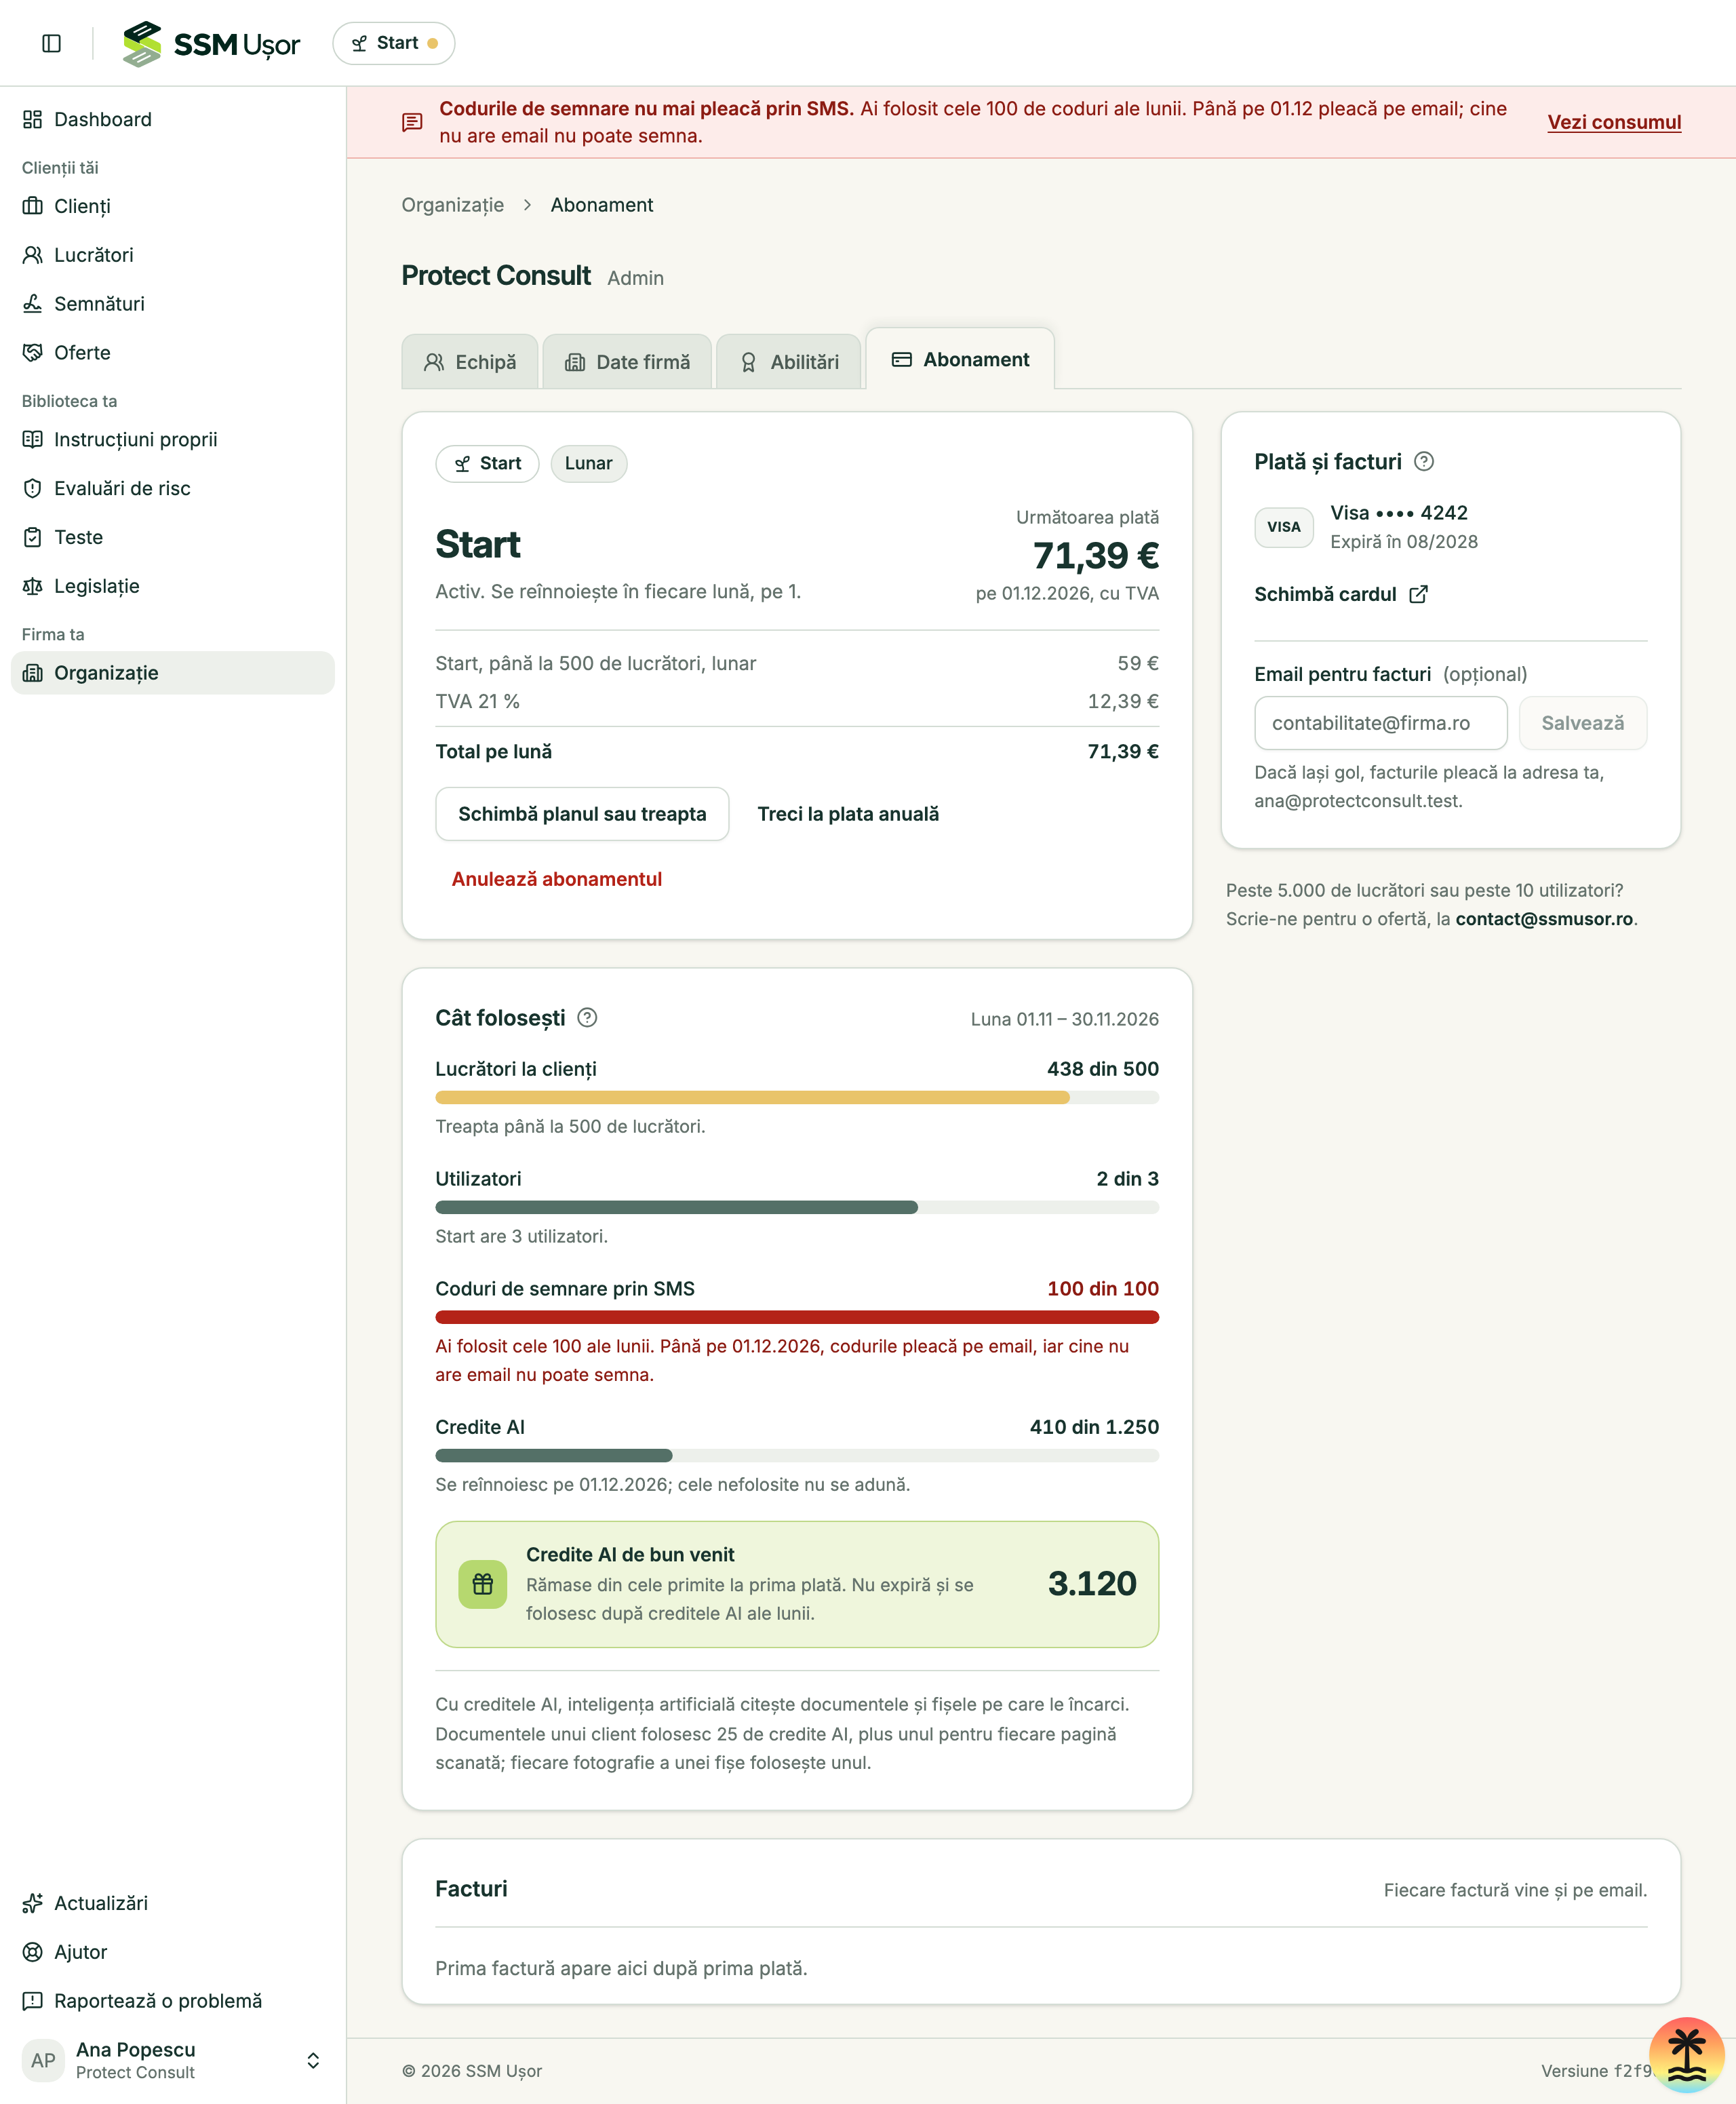 SSM Ușor
Start
Dashboard
Clienții tăi
Clienți
Lucrători
Semnături
Oferte
Biblioteca ta
Instrucțiuni proprii
Evaluări de risc
Teste
Legislație
Firma ta
Organizație
Actualizări
Ajutor
Raportează o problemă
AP
Ana Popescu
Protect Consult
Codurile de semnare nu mai pleacă prin SMS. Ai folosit cele 100 de coduri ale lunii. Până pe 01.12 pleacă pe email; cine
nu are email nu poate semna.
Vezi consumul
Organizație > Abonament
Protect Consult Admin
Echipă
Date firmă
Abilitări
Abonament
Start
Lunar
Start
Activ. Se reînnoiește în fiecare lună, pe 1.
Următoarea plată
71,39 €
pe 01.12.2026, cu TVA
Start, până la 500 de lucrători, lunar 59 €
TVA 21 % 12,39 €
Total pe lună 71,39 €
Schimbă planul sau treapta
Treci la plata anuală
Anulează abonamentul
Plată și facturi
VISA
Visa •••• 4242
Expiră în 08/2028
Schimbă cardul
Email pentru facturi (opțional)
contabilitate@firma.ro
Salvează
Dacă lași gol, facturile pleacă la adresa ta,
ana@protectconsult.test.
Peste 5.000 de lucrători sau peste 10 utilizatori?
Scrie-ne pentru o ofertă, la contact@ssmusor.ro.
Cât folosești
Luna 01.11 – 30.11.2026
Lucrători la clienți 438 din 500
Treapta până la 500 de lucrători.
Utilizatori 2 din 3
Start are 3 utilizatori.
Coduri de semnare prin SMS 100 din 100
Ai folosit cele 100 ale lunii. Până pe 01.12.2026, codurile pleacă pe email, iar cine nu
are email nu poate semna.
Credite AI 410 din 1.250
Se reînnoiesc pe 01.12.2026; cele nefolosite nu se adună.
Credite AI de bun venit
Rămase din cele primite la prima plată. Nu expiră și se
folosesc după creditele AI ale lunii.
3.120
Cu creditele AI, inteligența artificială citește documentele și fișele pe care le încarci.
Documentele unui client folosesc 25 de credite AI, plus unul pentru fiecare pagină
scanată; fiecare fotografie a unei fișe folosește unul.
Facturi
Fiecare factură vine și pe email.
Prima factură apare aici după prima plată.
© 2026 SSM Ușor
Versiune